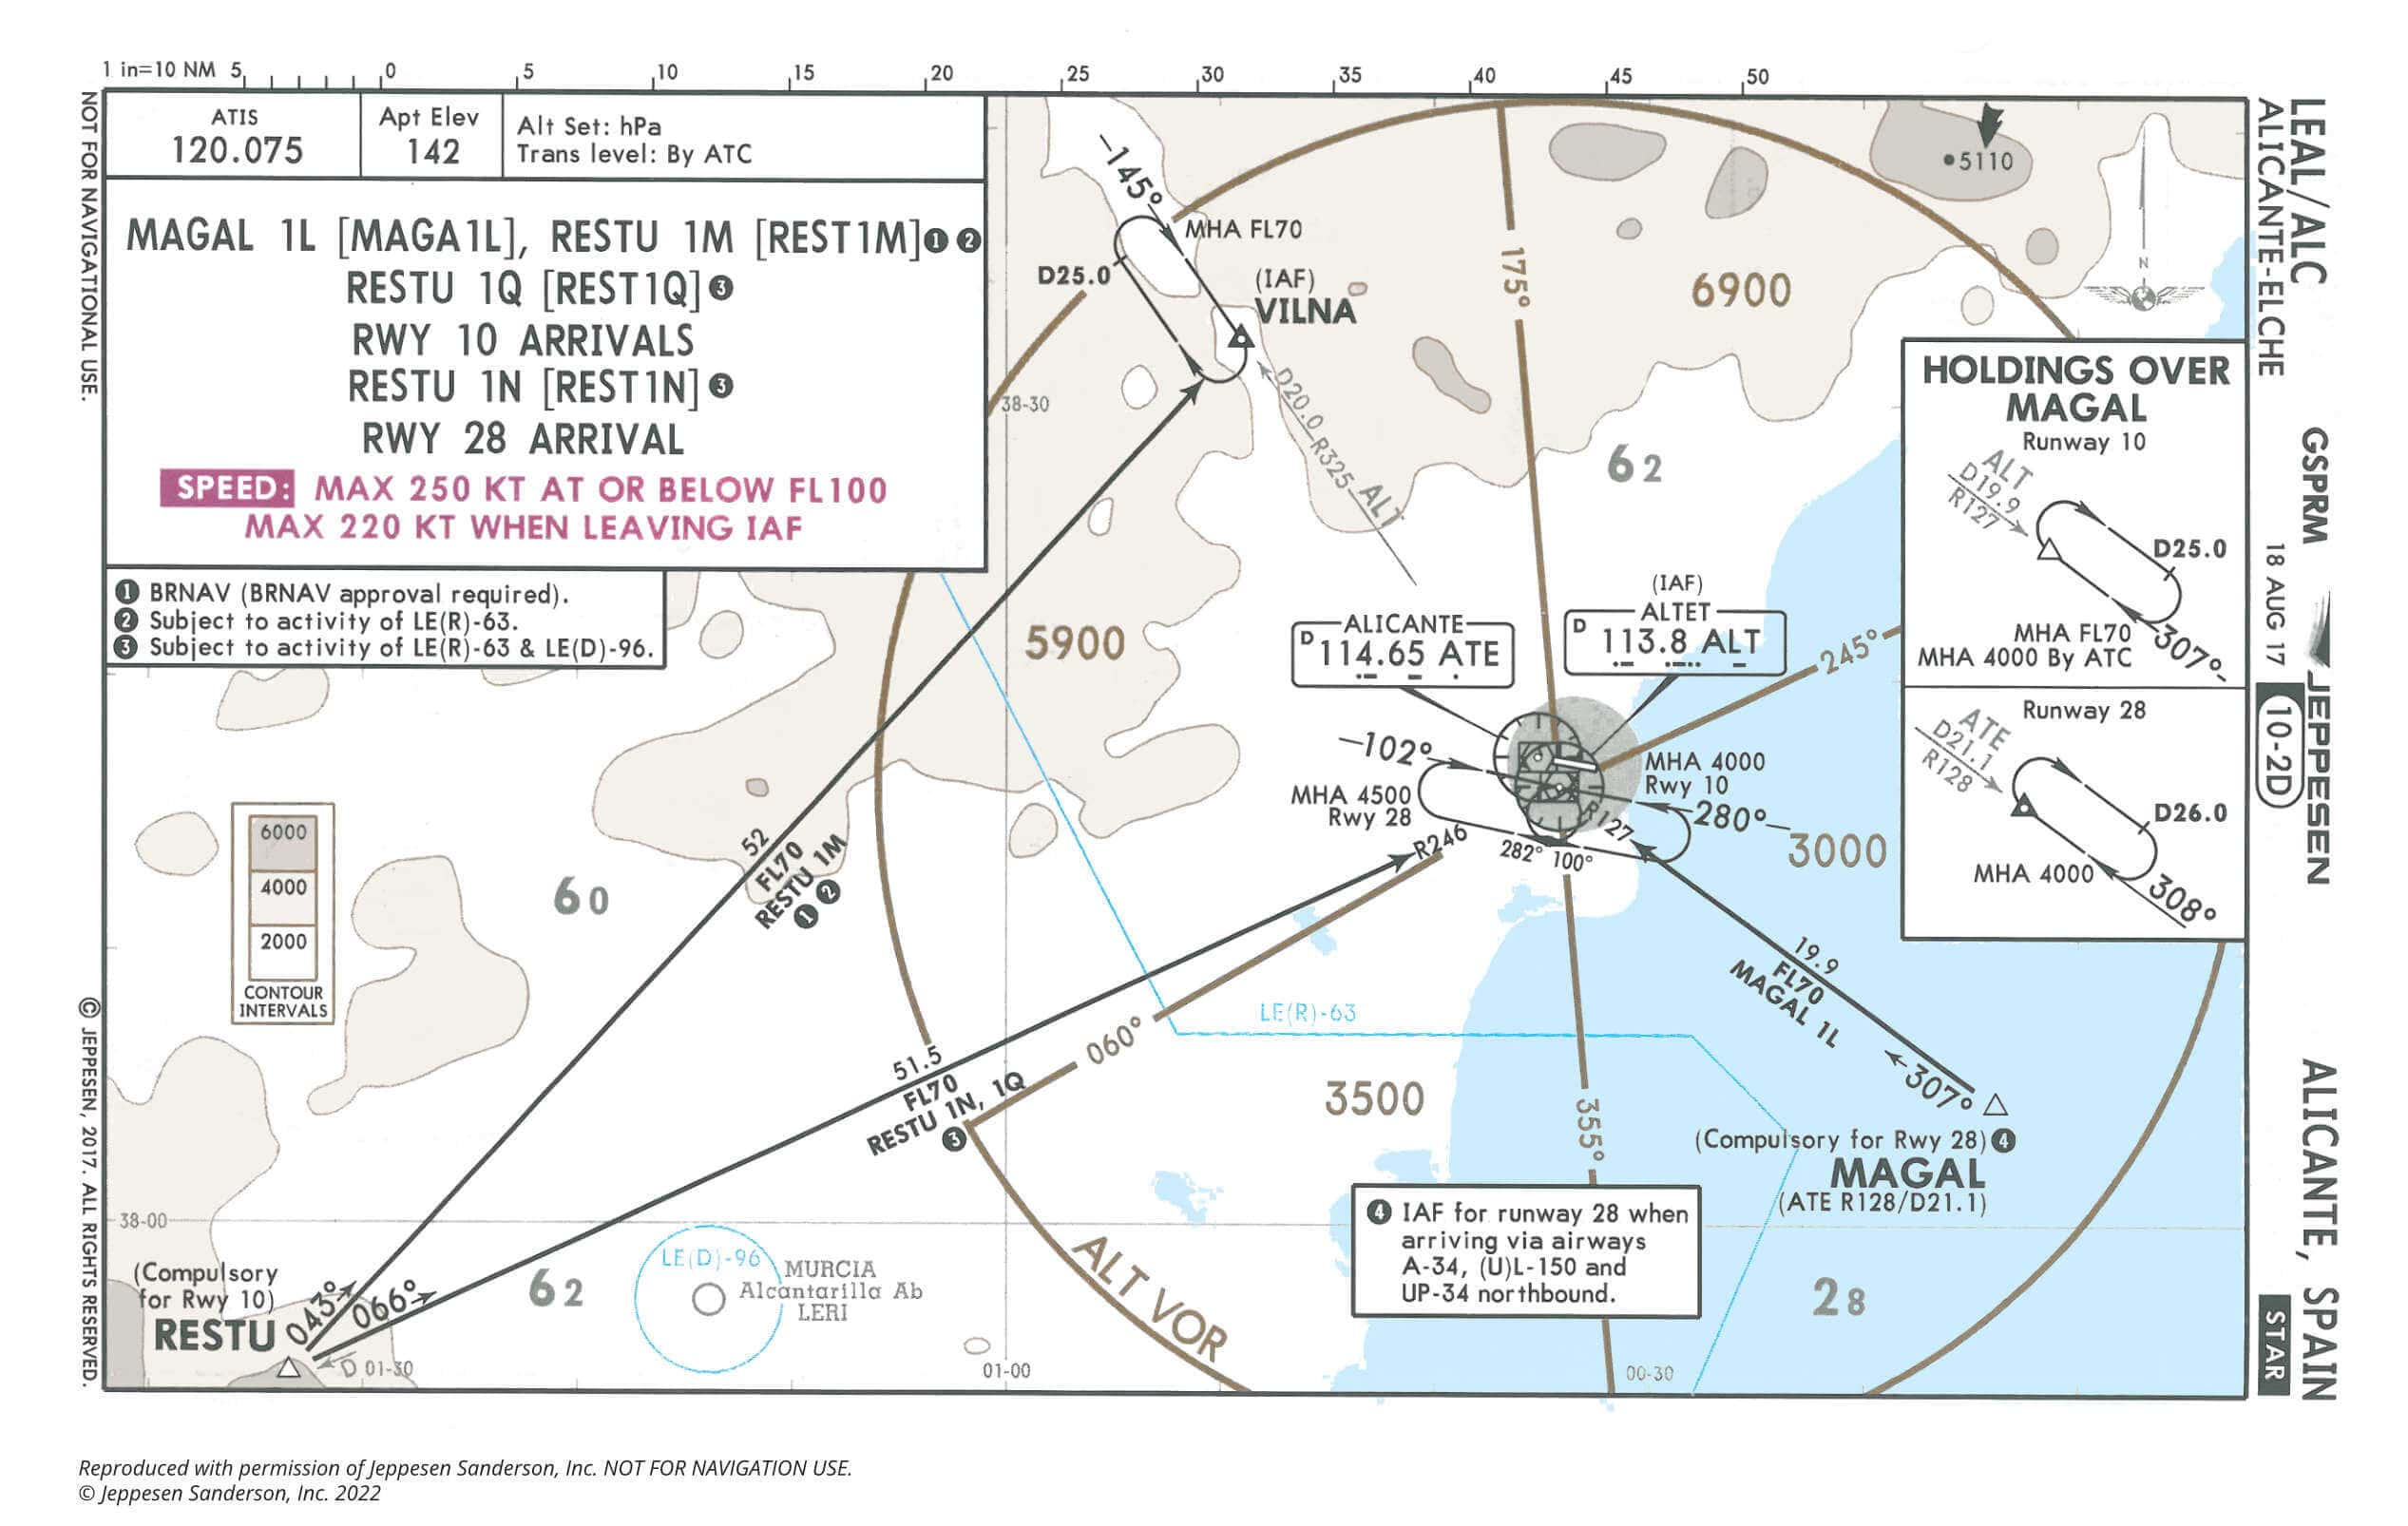 1 in=10 NM 5 0 5 10 15 20 25 30 35 40 45 50
NOT FOR NAVIGATIONAL USE.
© JEPPESEN, 2017. ALL RIGHTS RESERVED.
ATIS
120.075
Apt Elev
142
Alt Set: hPa
Trans level: By ATC
MAGAL 1L [MAGA1L], RESTU 1M [REST1M]❶❷
RESTU 1Q [REST1Q]❸
RWY 10 ARRIVALS
RESTU 1N [REST1N]❸
RWY 28 ARRIVAL
SPEED: MAX 250 KT AT OR BELOW FL100
MAX 220 KT WHEN LEAVING IAF
❶ BRNAV (BRNAV approval required).
❷ Subject to activity of LE(R)-63.
❸ Subject to activity of LE(R)-63 & LE(D)-96.
145°
MHA FL70
D25.0
(IAF)
VILNA
D20.0 R325 ALT
38-30
175°
6900
5110
N
62
5900
ALICANTE
D 114.65 ATE
(IAF)
ALTET
D 113.8 ALT
245°
102°
MHA 4500
Rwy 28
MHA 4000
Rwy 10
280°
R127
R246
282° 100°
3000
HOLDINGS OVER
MAGAL
Runway 10
ALT
D19.9
R127
D25.0
MHA FL70
MHA 4000 By ATC
307°
Runway 28
ATE
D21.1
R128
D26.0
MHA 4000
308°
6000
4000
2000
CONTOUR
INTERVALS
60
52
FL70
RESTU 1M
❶❷
51.5
FL70
RESTU 1N, 1Q
❸
060°
LE(R)-63
3500
355°
19.9
FL70
MAGAL 1L
307°
(Compulsory for Rwy 28)❹
MAGAL
(ATE R128/D21.1)
❹ IAF for runway 28 when
arriving via airways
A-34, (U)L-150 and
UP-34 northbound.
28
38-00
(Compulsory
for Rwy 10)
RESTU
043°
066°
D 01-30
62
LE(D)-96
MURCIA
Alcantarilla Ab
LERI
ALT VOR
01-00
00-30
LEAL/ALC
ALICANTE-ELCHE
GSPRM
18 AUG 17
JEPPESEN
10-2D
ALICANTE, SPAIN
STAR
Reproduced with permission of Jeppesen Sanderson, Inc. NOT FOR NAVIGATION USE.
© Jeppesen Sanderson, Inc. 2022